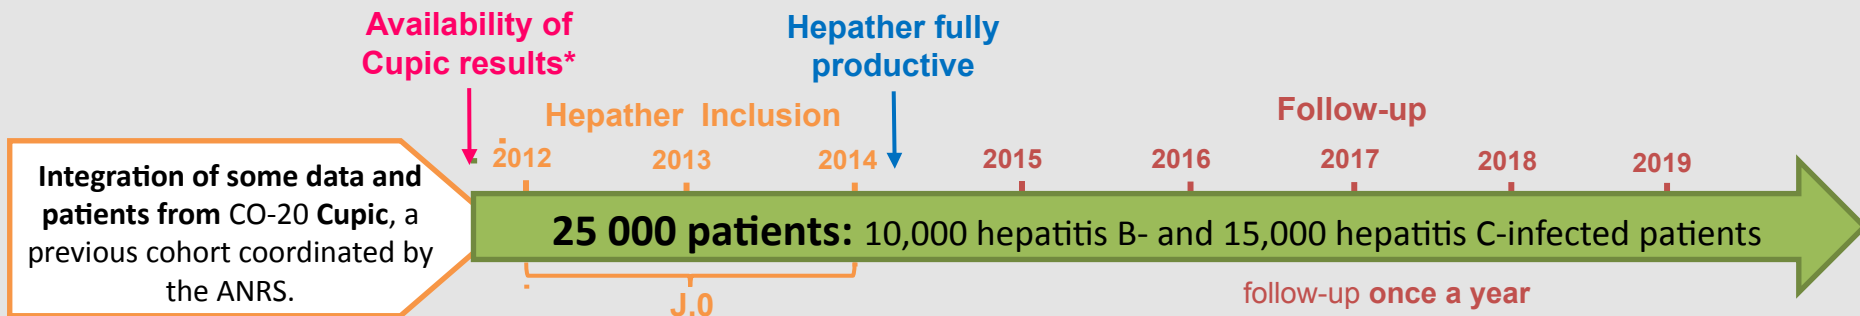 Availability of
Cupic results*
Hepather fully
productive
Hepather Inclusion
Follow-up
2012 2013 2014 2015 2016 2017 2018 2019
Integration of some data and
patients from CO-20 Cupic, a
previous cohort coordinated by
the ANRS.
25 000 patients: 10,000 hepatitis B- and 15,000 hepatitis C-infected patients
J.0
follow-up once a year